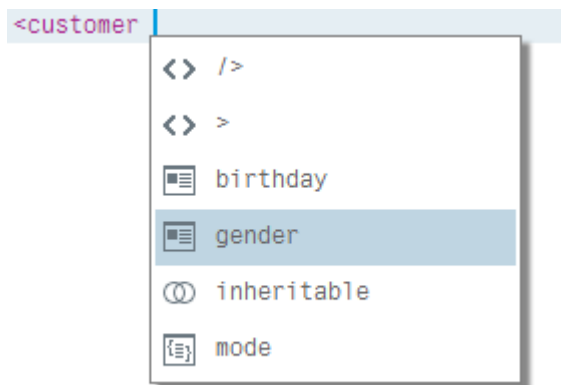 <customer
/>
>
birthday
gender
inheritable
mode